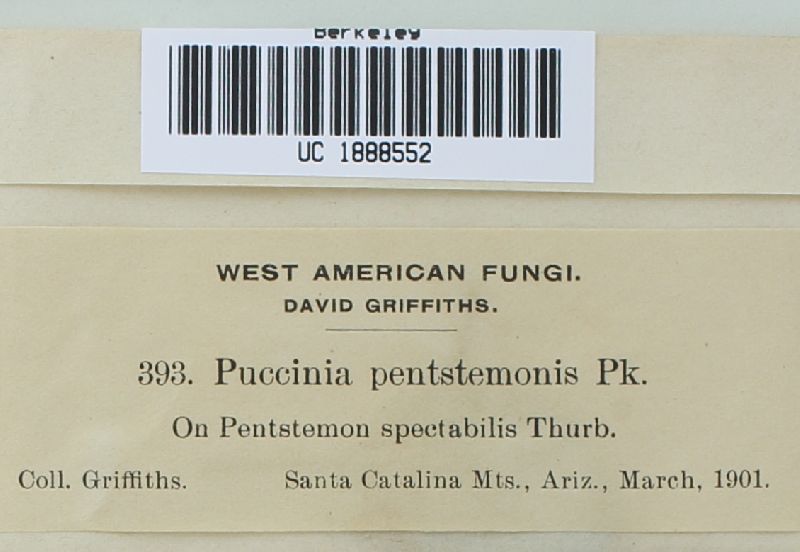 Berkeley
UC 1888552
WEST AMERICAN FUNGI.
DAVID GRIFFITHS.
393. Puccinia pentstemonis Pk.
On Pentstemon spectabilis Thurb.
Coll. Griffiths. Santa Catalina Mts., Ariz., March, 1901.